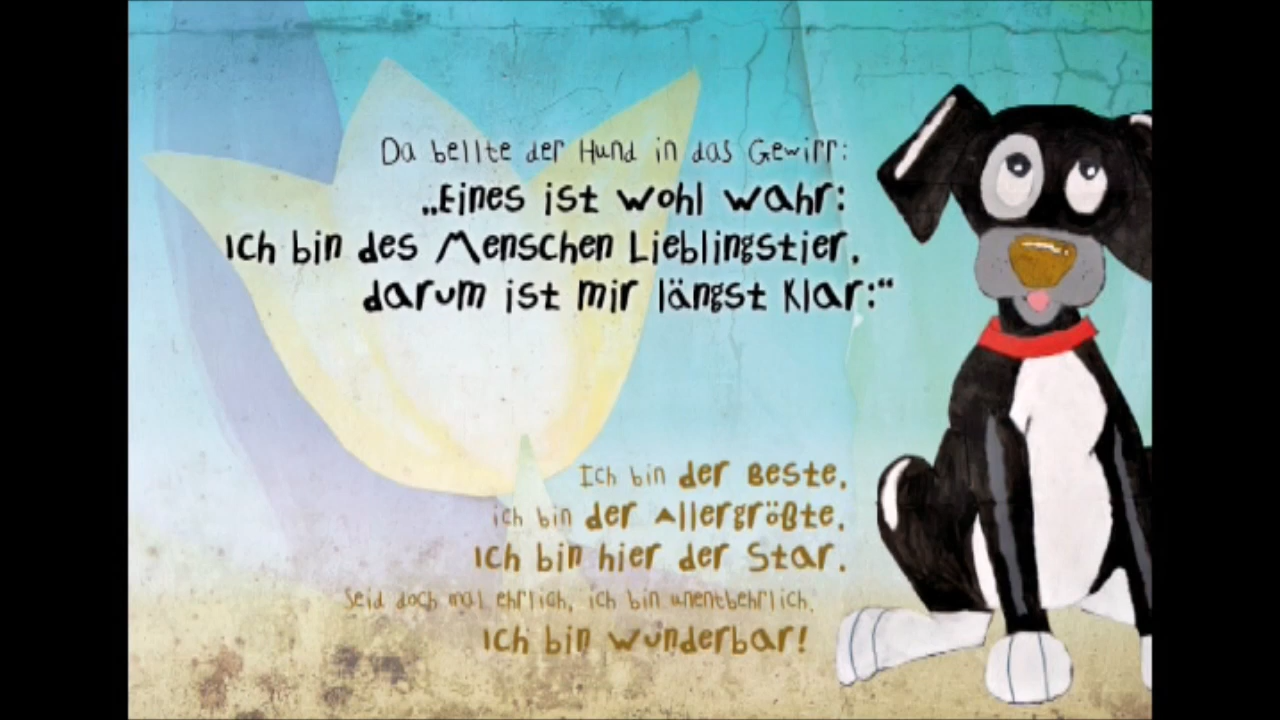 Da bellte der Hund in das Gewirr:
„Eines ist wohl wahr:
Ich bin des Menschen Lieblingstier,
darum ist mir längst Klar:“
Ich bin der Beste,
ich bin der Allergrößte,
Ich bin hier der Star.
Seid doch mal ehrlich, ich bin unentbehrlich.
Ich bin wunderbar!